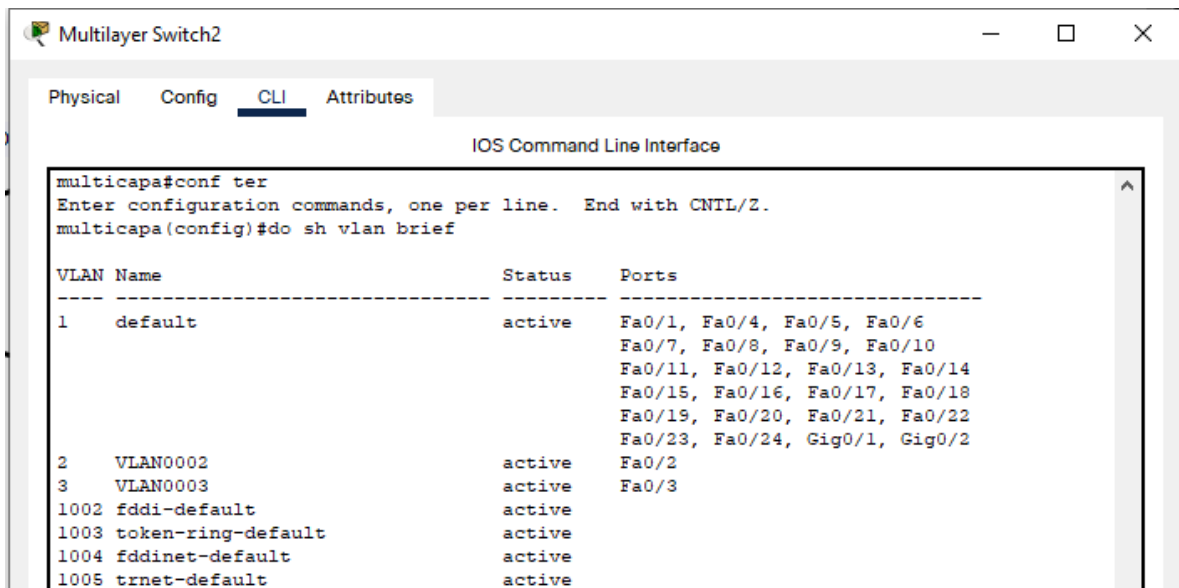 Multilayer Switch2
Physical Config CLI Attributes
IOS Command Line Interface
multicapa#conf ter
Enter configuration commands, one per line.  End with CNTL/Z.
multicapa(config)#do sh vlan brief
VLAN Name                             Status    Ports
---- -------------------------------- --------- -------------------------------
1    default                          active    Fa0/1, Fa0/4, Fa0/5, Fa0/6
                                                Fa0/7, Fa0/8, Fa0/9, Fa0/10
                                                Fa0/11, Fa0/12, Fa0/13, Fa0/14
                                                Fa0/15, Fa0/16, Fa0/17, Fa0/18
                                                Fa0/19, Fa0/20, Fa0/21, Fa0/22
                                                Fa0/23, Fa0/24, Gig0/1, Gig0/2
2    VLAN0002                         active    Fa0/2
3    VLAN0003                         active    Fa0/3
1002 fddi-default                     active
1003 token-ring-default               active
1004 fddinet-default                  active
1005 trnet-default                    active